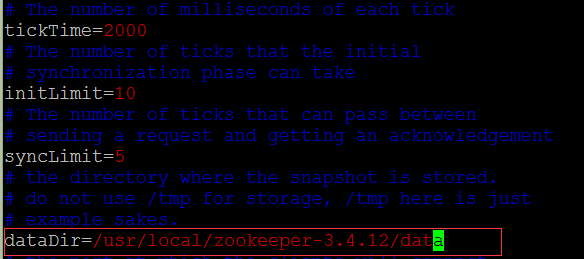 # The number of milliseconds of each tick
tickTime=2000
# The number of ticks that the initial
# synchronization phase can take
initLimit=10
# The number of ticks that can pass between
# sending a request and getting an acknowledgement
syncLimit=5
# the directory where the snapshot is stored.
# do not use /tmp for storage, /tmp here is just
# example sakes.
dataDir=/usr/local/zookeeper-3.4.12/data